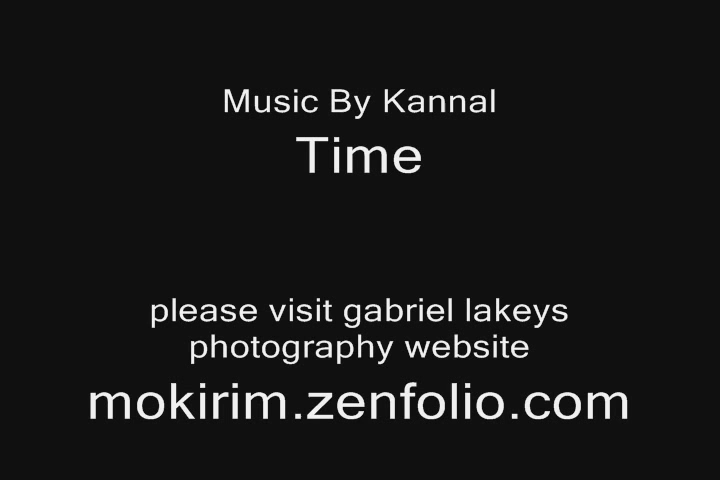 Music By Kannal
Time
please visit gabriel lakeys
photography website
mokirim.zenfolio.com